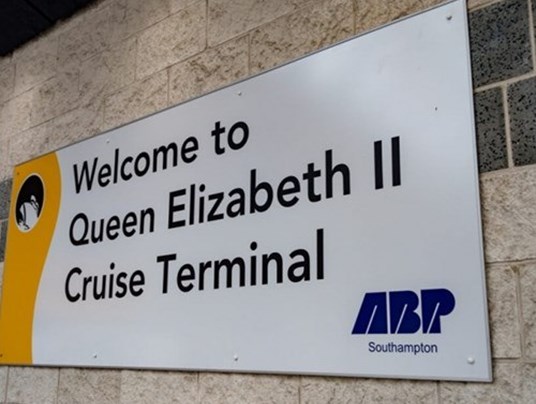 Welcome to
Queen Elizabeth II
Cruise Terminal
ABP
Southampton